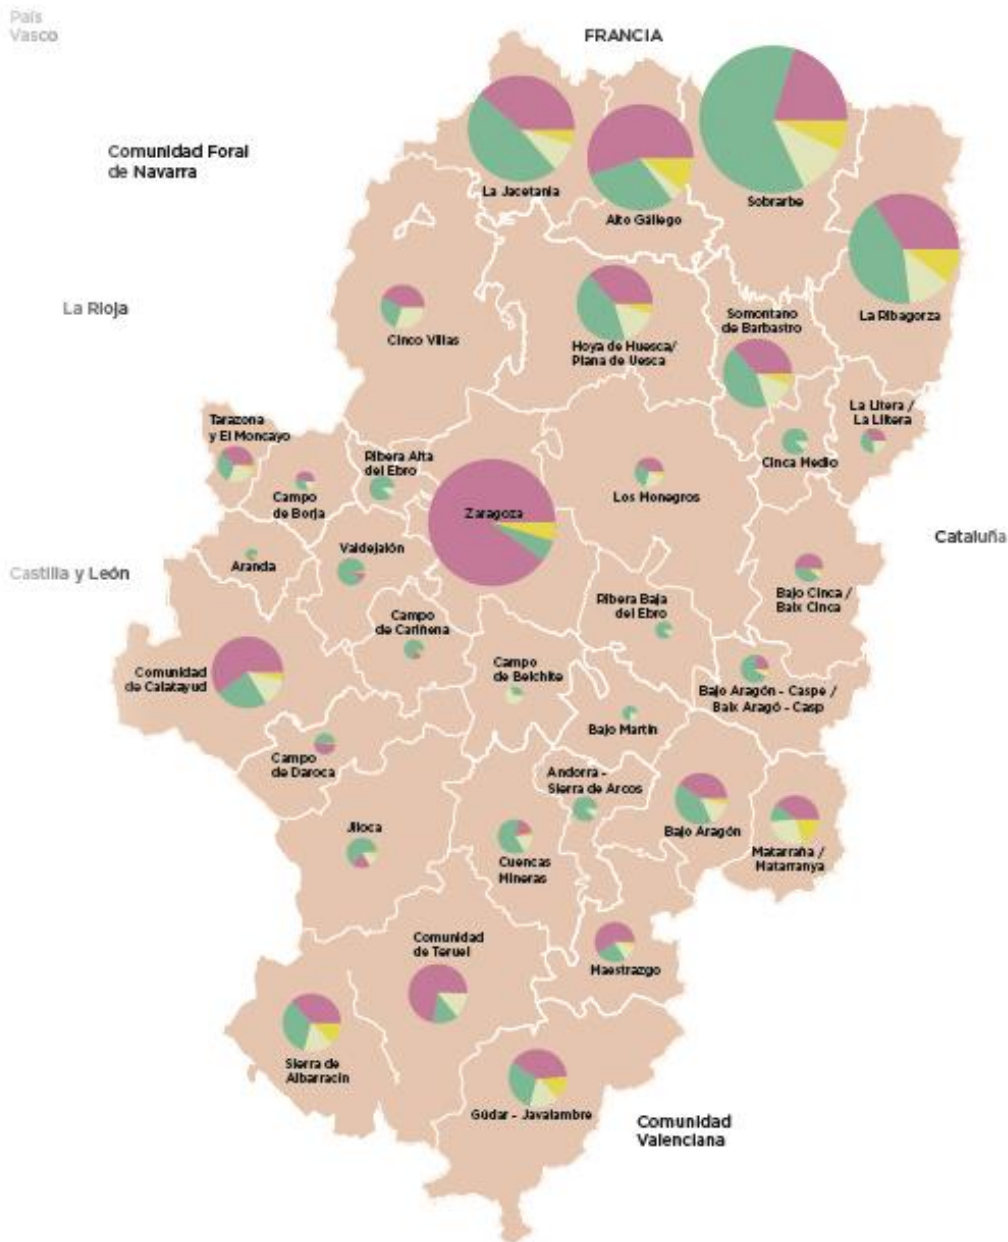 País
Vasco
FRANCIA
Comunidad Foral
de Navarra
La Jacetania
Alto Gállego
Sobrarbe
La Ribagorza
La Rioja
Cinco Villas
Hoya de Huesca/
Plana de Uesca
Somontano
de Barbastro
La Litera /
La Llitera
Cinca Medio
Tarazona
y El Moncayo
Campo
de Borja
Ribera Alta
del Ebro
Zaragoza
Los Monegros
Cataluña
Castilla y León
Aranda
Valdejalón
Bajo Cinca /
Baix Cinca
Ribera Baja
del Ebro
Campo
de Cariñena
Comunidad
de Calatayud
Campo
de Belchite
Bajo Aragón - Caspe /
Baix Aragó - Casp
Bajo Martín
Campo
de Daroca
Andorra -
Sierra de Arcos
Jiloca
Cuencas
Mineras
Bajo Aragón
Matarraña /
Matarranya
Comunidad
de Teruel
Maestrazgo
Sierra de
Albarracín
Gúdar - Javalambre
Comunidad
Valenciana